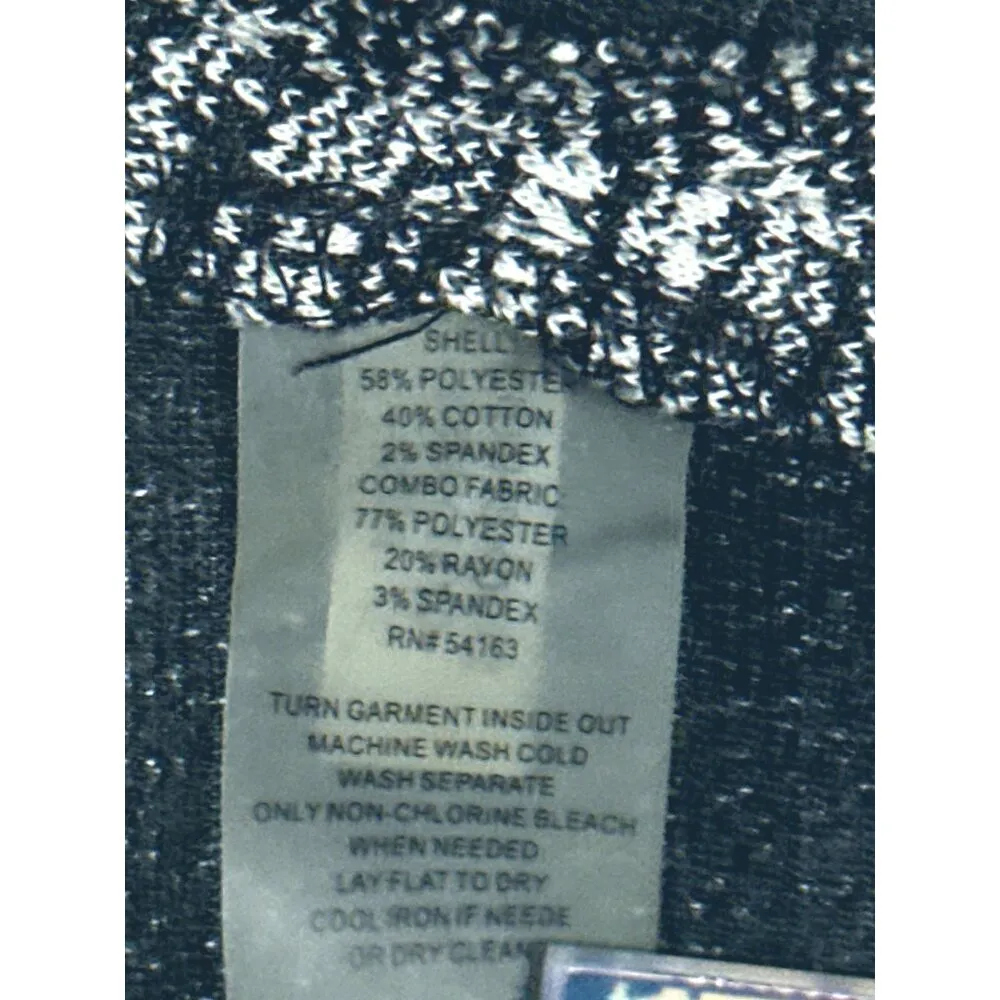 SHELL
58% POLYESTER
40% COTTON
2% SPANDEX
COMBO FABRIC
77% POLYESTER
20% RAYON
3% SPANDEX
RN# 54163
TURN GARMENT INSIDE OUT
MACHINE WASH COLD
WASH SEPARATE
ONLY NON-CHLORINE BLEACH
WHEN NEEDED
LAY FLAT TO DRY
COOL IRON IF NEEDE
OR DRY CLEAN